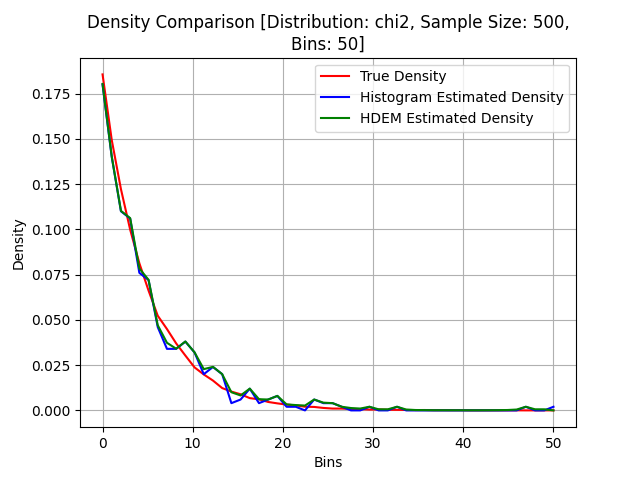 Density Comparison [Distribution: chi2, Sample Size: 500,
Bins: 50]
True Density
Histogram Estimated Density
HDEM Estimated Density
Density
0.175
0.150
0.125
0.100
0.075
0.050
0.025
0.000
0 10 20 30 40 50
Bins